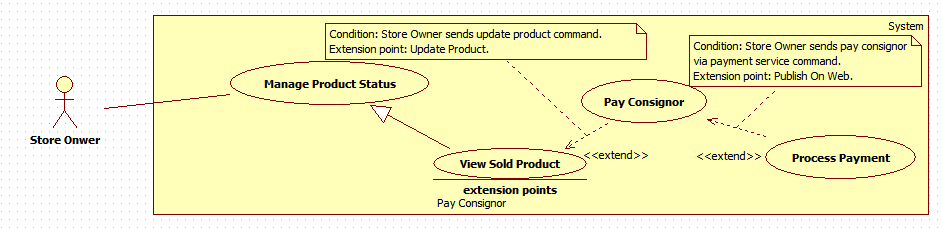 System
Condition: Store Owner sends update product command.
Extension point: Update Product.
Condition: Store Owner sends pay consignor
via payment service command.
Extension point: Publish On Web.
Manage Product Status
Pay Consignor
Store Onwer
<<extend>>
<<extend>>
View Sold Product
Process Payment
extension points
Pay Consignor